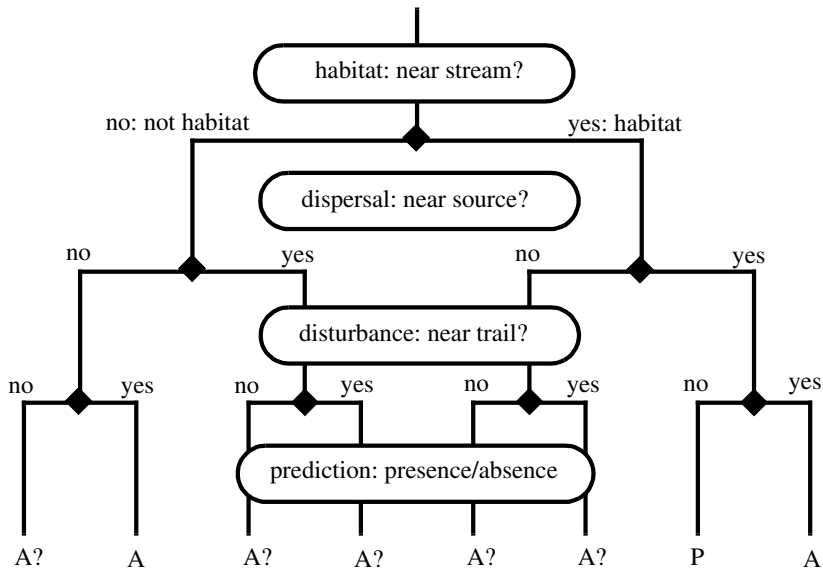 habitat: near stream?
no: not habitat
yes: habitat
dispersal: near source?
no
yes
no
yes
disturbance: near trail?
no
yes
no
yes
no
yes
no
yes
prediction: presence/absence
A?
A
A?
A?
A?
A?
P
A